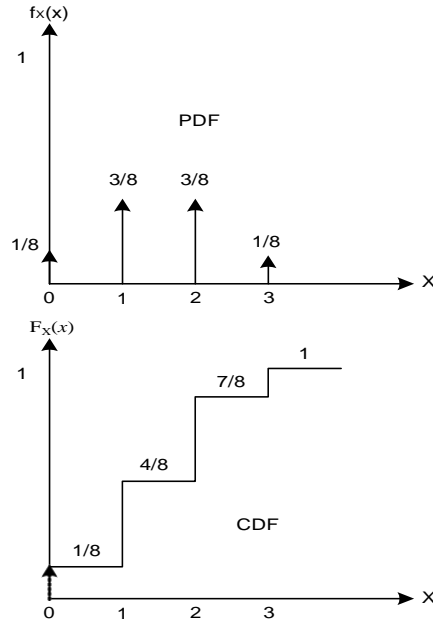 fx(x)
1
PDF
3/8 3/8
1/8 1/8
0 1 2 3 X
Fx(x)
1 1
7/8
4/8
CDF
1/8
0 1 2 3 X